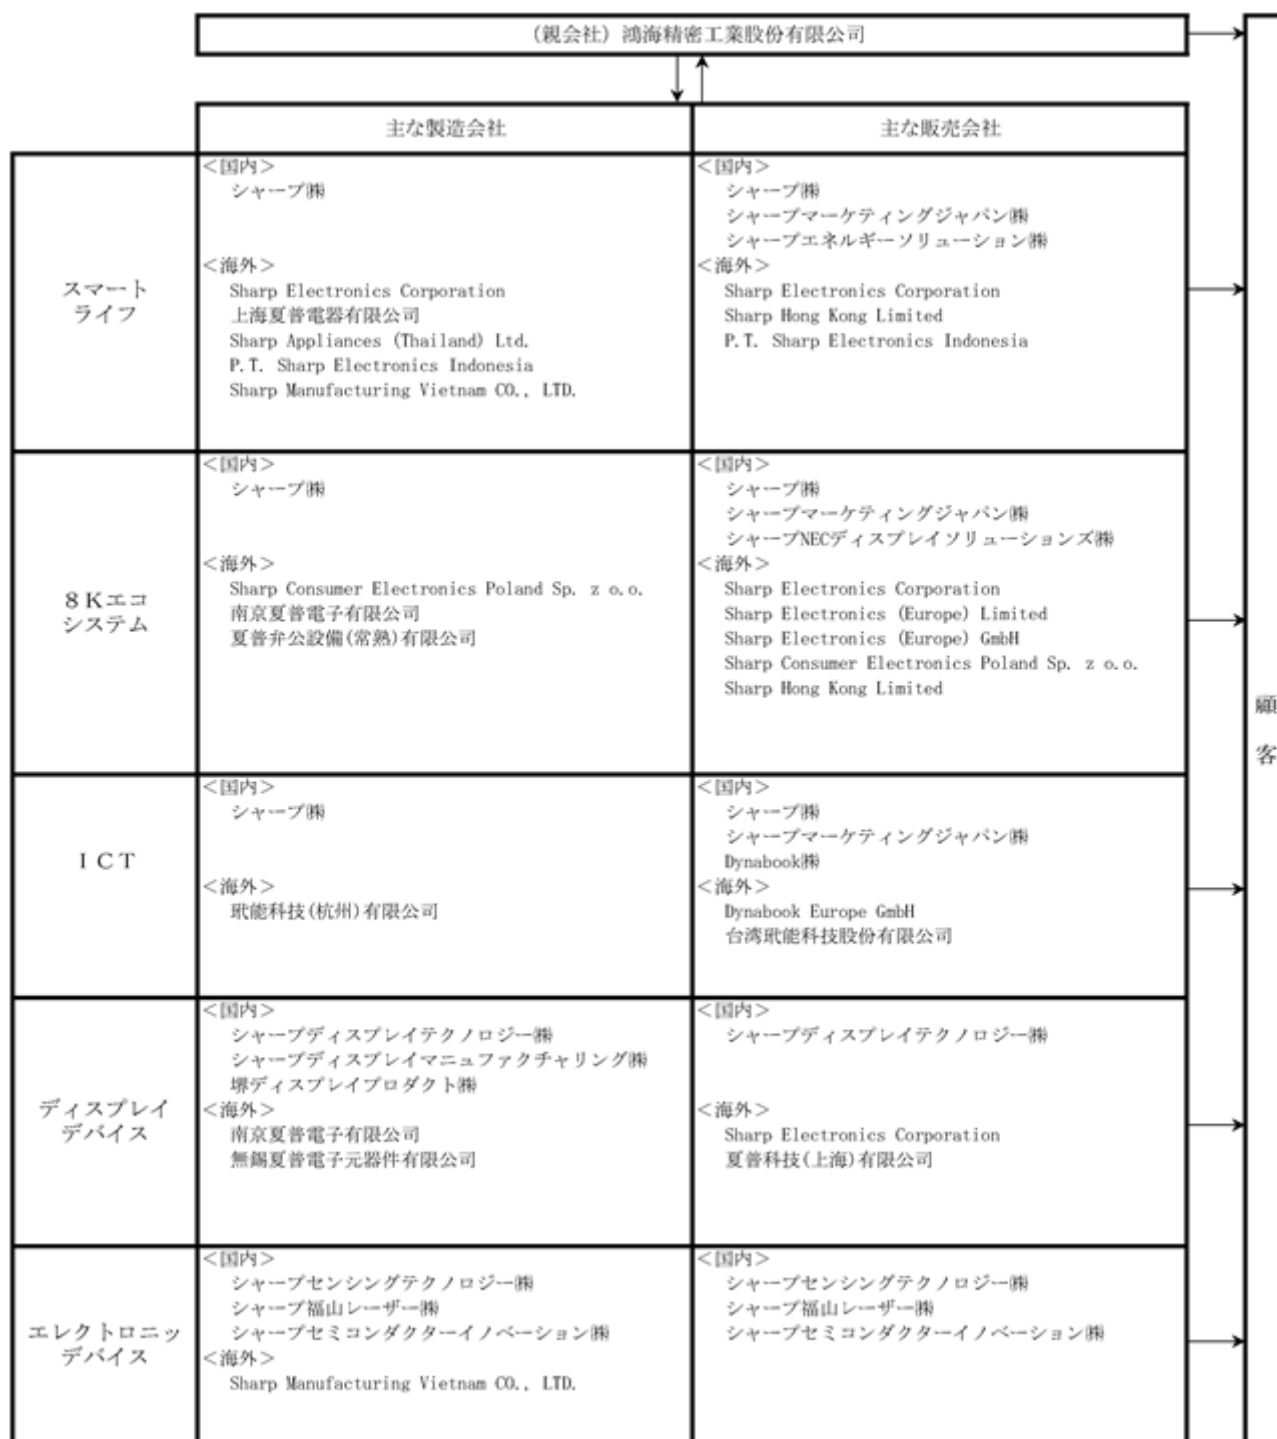 (親会社) 鴻海精密工業股份有限公司
主な製造会社
主な販売会社
スマート
ライフ
<国内>
シャープ㈱
<海外>
Sharp Electronics Corporation
上海夏普電器有限公司
Sharp Appliances (Thailand) Ltd.
P.T. Sharp Electronics Indonesia
Sharp Manufacturing Vietnam CO., LTD.
<国内>
シャープ㈱
シャープマーケティングジャパン㈱
シャープエネルギーソリューション㈱
<海外>
Sharp Electronics Corporation
Sharp Hong Kong Limited
P.T. Sharp Electronics Indonesia
8Kエコ
システム
<国内>
シャープ㈱
<海外>
Sharp Consumer Electronics Poland Sp. z o.o.
南京夏普電子有限公司
夏普弁公設備(常熟)有限公司
<国内>
シャープ㈱
シャープマーケティングジャパン㈱
シャープNECディスプレイソリューションズ㈱
<海外>
Sharp Electronics Corporation
Sharp Electronics (Europe) Limited
Sharp Electronics (Europe) GmbH
Sharp Consumer Electronics Poland Sp. z o.o.
Sharp Hong Kong Limited
ICT
<国内>
シャープ㈱
<海外>
玳能科技(杭州)有限公司
<国内>
シャープ㈱
シャープマーケティングジャパン㈱
Dynabook㈱
<海外>
Dynabook Europe GmbH
台湾玳能科技股份有限公司
ディスプレイ
デバイス
<国内>
シャープディスプレイテクノロジー㈱
シャープディスプレイマニュファクチャリング㈱
堺ディスプレイプロダクト㈱
<海外>
南京夏普電子有限公司
無錫夏普電子元器件有限公司
<国内>
シャープディスプレイテクノロジー㈱
<海外>
Sharp Electronics Corporation
夏普科技(上海)有限公司
エレクトロニッ
デバイス
<国内>
シャープセンシングテクノロジー㈱
シャープ福山レーザー㈱
シャープセミコンダクターイノベーション㈱
<海外>
Sharp Manufacturing Vietnam CO., LTD.
<国内>
シャープセンシングテクノロジー㈱
シャープ福山レーザー㈱
シャープセミコンダクターイノベーション㈱
顧
客